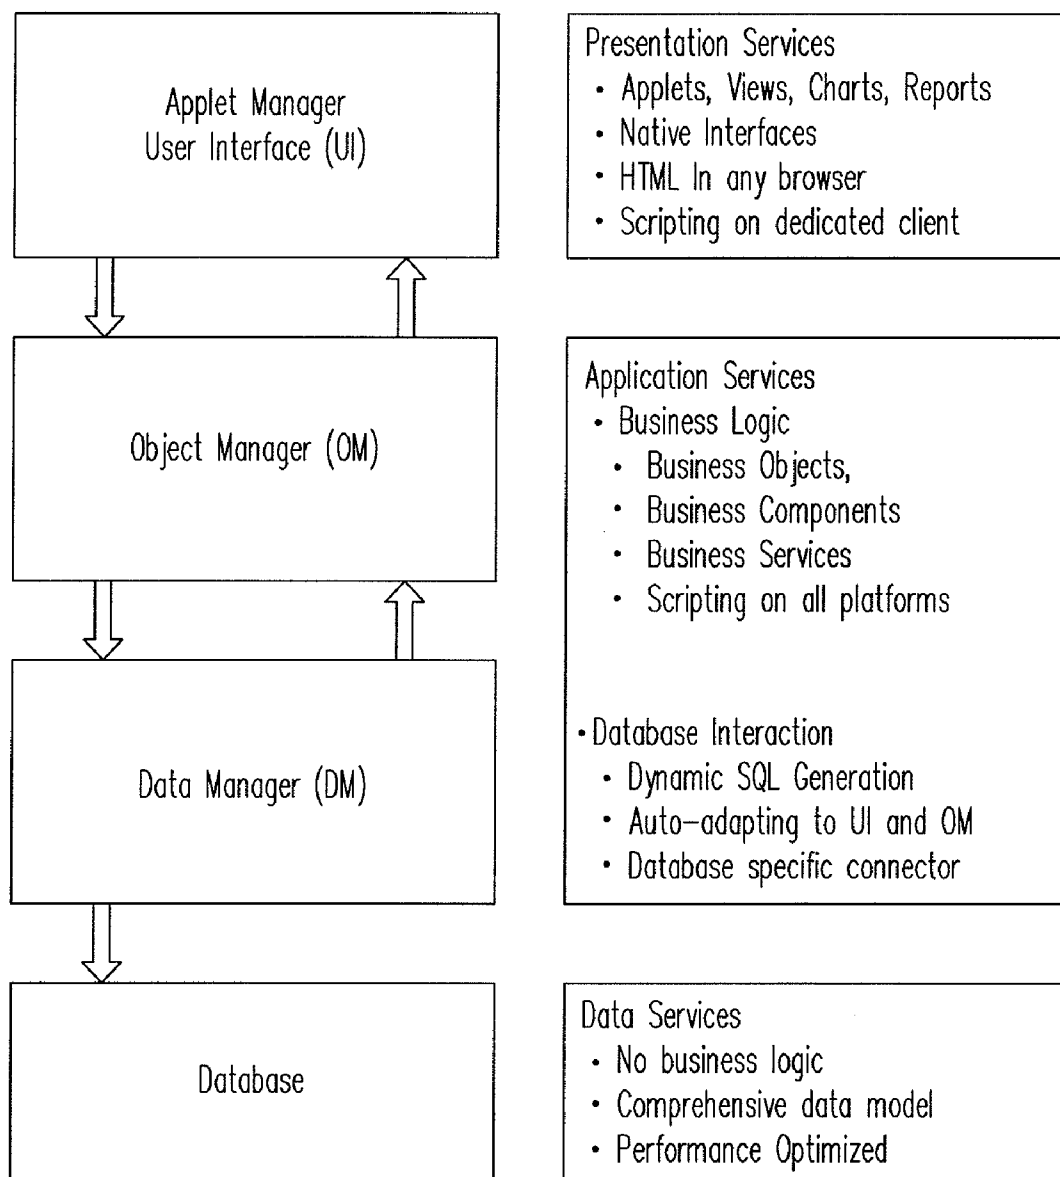 Applet Manager
User Interface (UI)
Presentation Services
• Applets, Views, Charts, Reports
• Native Interfaces
• HTML In any browser
• Scripting on dedicated client
Object Manager (OM)
Application Services
• Business Logic
• Business Objects,
• Business Components
• Business Services
• Scripting on all platforms
Data Manager (DM)
• Database Interaction
• Dynamic SQL Generation
• Auto-adapting to UI and OM
• Database specific connector
Database
Data Services
• No business logic
• Comprehensive data model
• Performance Optimized